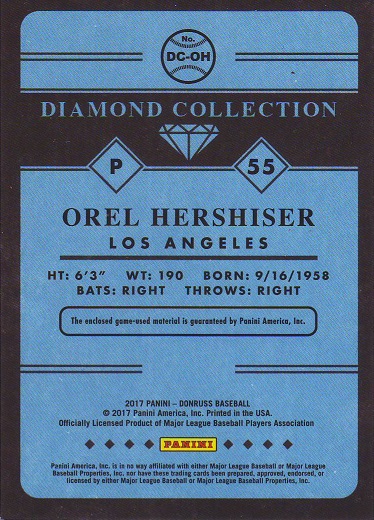 No.
DC-OH
DIAMOND COLLECTION
P 55
OREL HERSHISER
LOS ANGELES
HT: 6'3" WT: 190 BORN: 9/16/1958
BATS: RIGHT THROWS: RIGHT
The enclosed game-used material is guaranteed by Panini America, Inc.
2017 PANINI – DONRUSS BASEBALL
© 2017 Panini America, Inc. Printed in the USA.
Officially Licensed Product of Major League Baseball Players Association
PANINI
Panini America, Inc. is in no way affiliated with either Major League Baseball or Major League
Baseball Properties, Inc. nor have these trading cards been prepared, approved, endorsed, or
licensed by either Major League Baseball or Major League Baseball Properties, Inc.